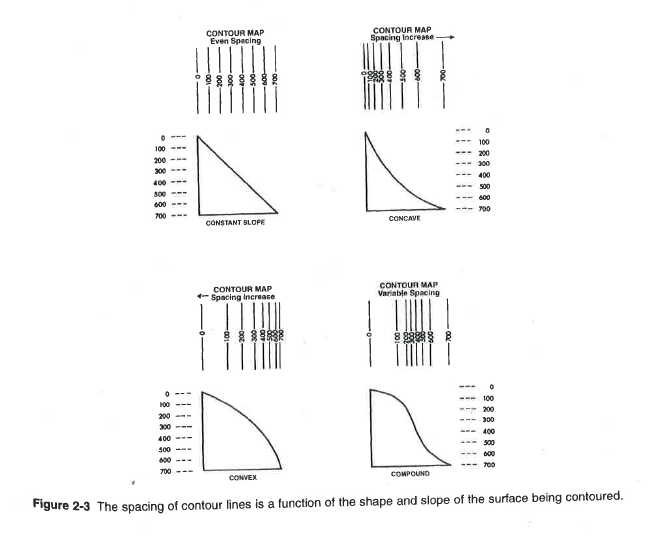 CONTOUR MAP
Even Spacing
0 100 200 300 400 500 600 700
0
100
200
300
400
500
600
700
CONSTANT SLOPE
CONTOUR MAP
Spacing Increase
0 100 200 300 400 500 600 700
0
100
200
300
400
500
600
700
CONCAVE
CONTOUR MAP
Spacing Increase
0 100 200 300 400 500 600 700
0
100
200
300
400
500
600
700
CONVEX
CONTOUR MAP
Variable Spacing
0 100 200 300 400 500 600 700
0
100
200
300
400
500
600
700
COMPOUND
Figure 2-3 The spacing of contour lines is a function of the shape and slope of the surface being contoured.